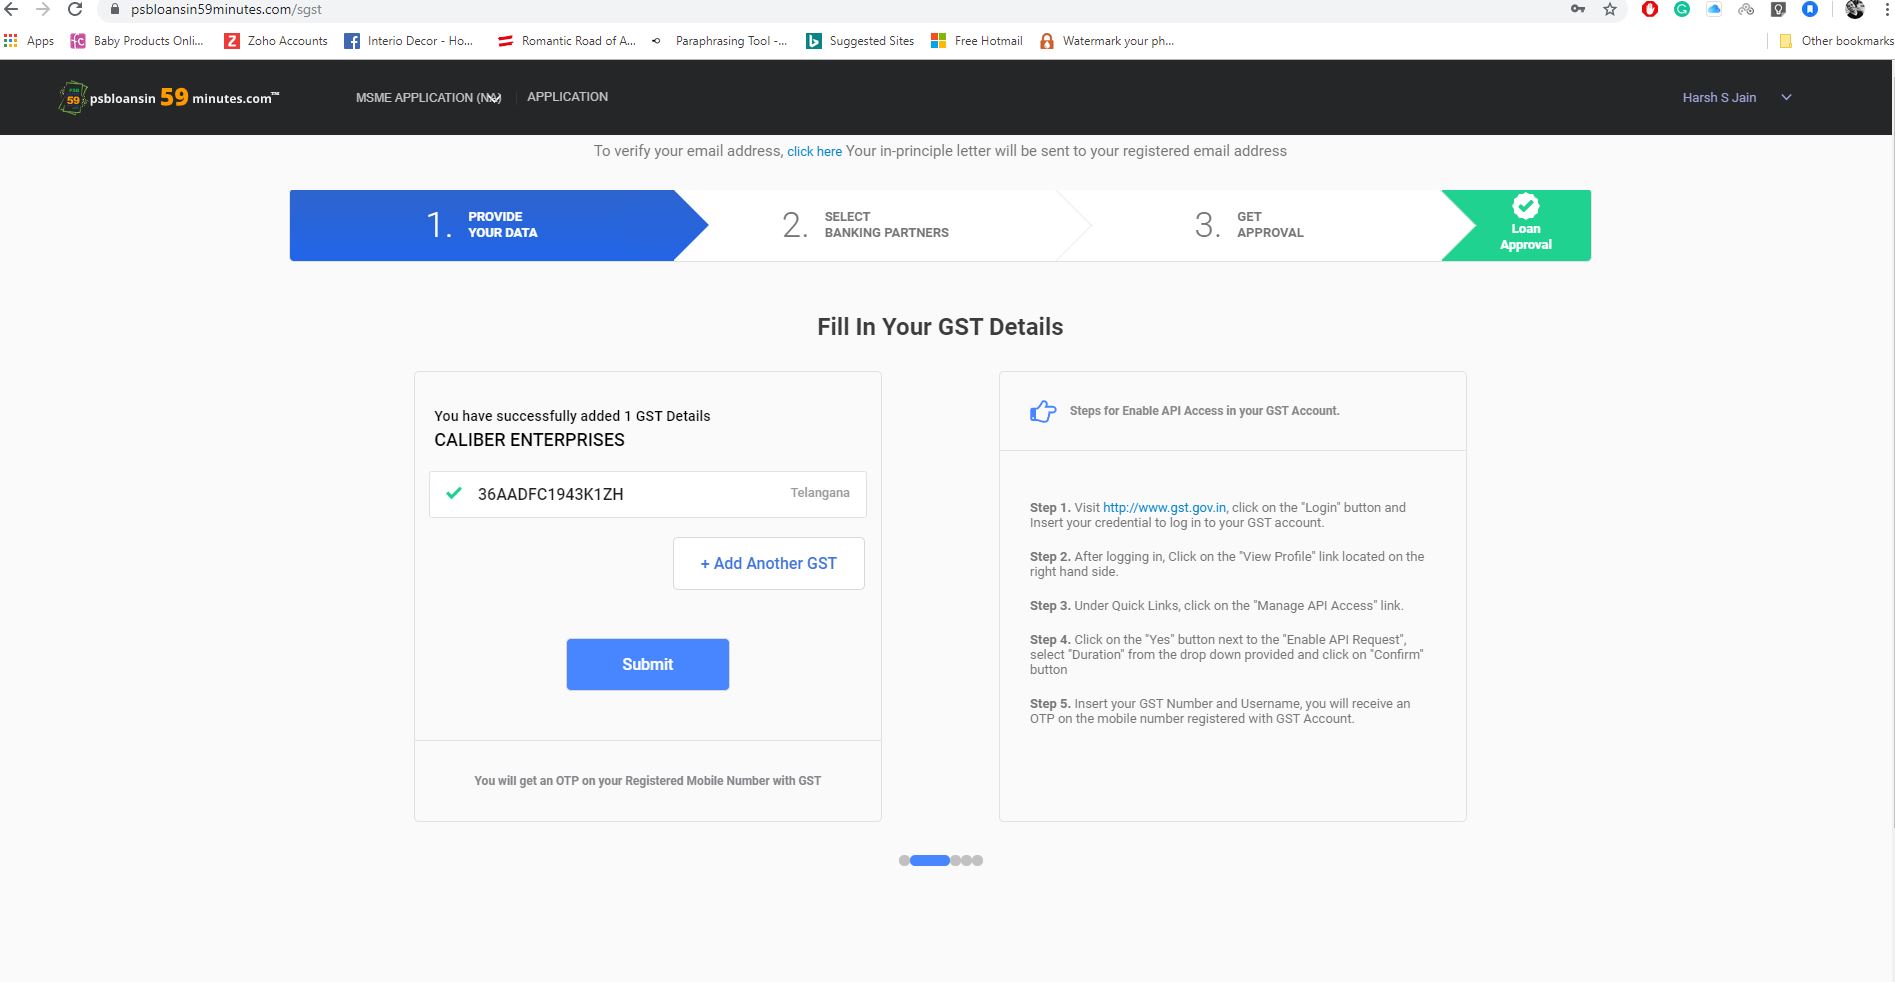 psbloansin59minutes.com/sgst
Apps Baby Products Onli... Zoho Accounts Interio Decor - Ho... Romantic Road of A... Paraphrasing Tool -... Suggested Sites Free Hotmail Watermark your ph... Other bookmarks
PSB
59 psbloansin 59 minutes.com™ MSME APPLICATION (NA) APPLICATION Harsh S Jain
To verify your email address, click here Your in-principle letter will be sent to your registered email address
1. PROVIDE
YOUR DATA
2. SELECT
BANKING PARTNERS
3. GET
APPROVAL
Loan
Approval
Fill In Your GST Details
You have successfully added 1 GST Details
CALIBER ENTERPRISES
36AADFC1943K1ZH Telangana
+ Add Another GST
Submit
You will get an OTP on your Registered Mobile Number with GST
Steps for Enable API Access in your GST Account.
Step 1. Visit http://www.gst.gov.in, click on the "Login" button and
Insert your credential to log in to your GST account.
Step 2. After logging in, Click on the "View Profile" link located on the
right hand side.
Step 3. Under Quick Links, click on the "Manage API Access" link.
Step 4. Click on the "Yes" button next to the "Enable API Request",
select "Duration" from the drop down provided and click on "Confirm"
button
Step 5. Insert your GST Number and Username, you will receive an
OTP on the mobile number registered with GST Account.